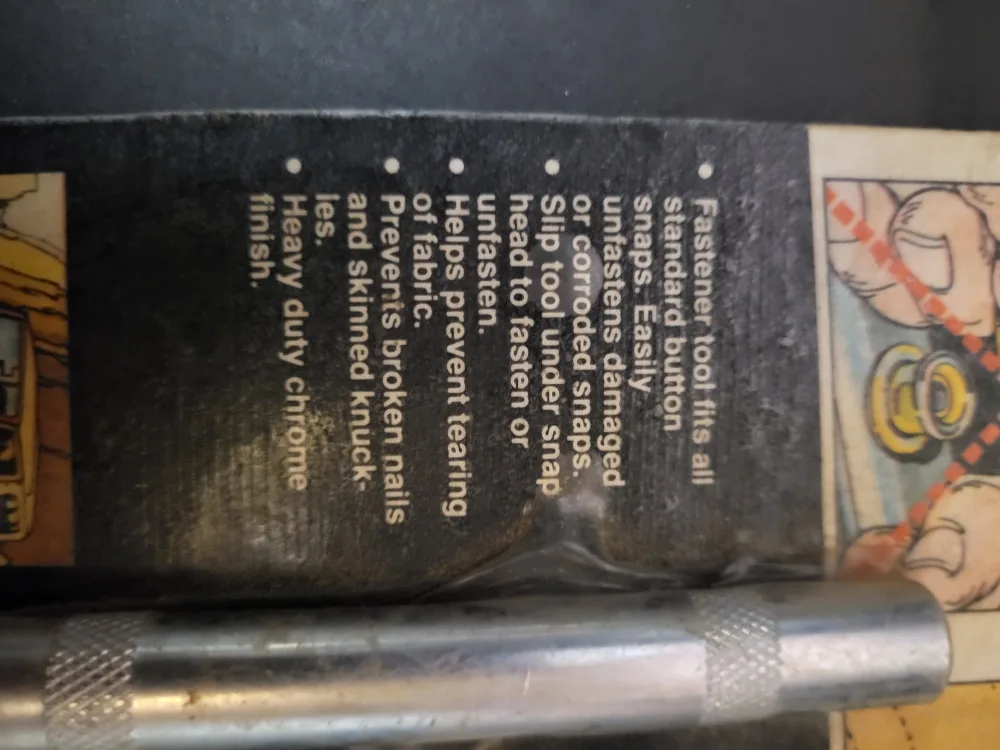 • Fastener tool fits all
standard button
snaps. Easily
unfastens damaged
or corroded snaps.
• Slip tool under snap
head to fasten or
unfasten.
• Helps prevent tearing
of fabric.
• Prevents broken nails
and skinned knuck-
les.
• Heavy duty chrome
finish.